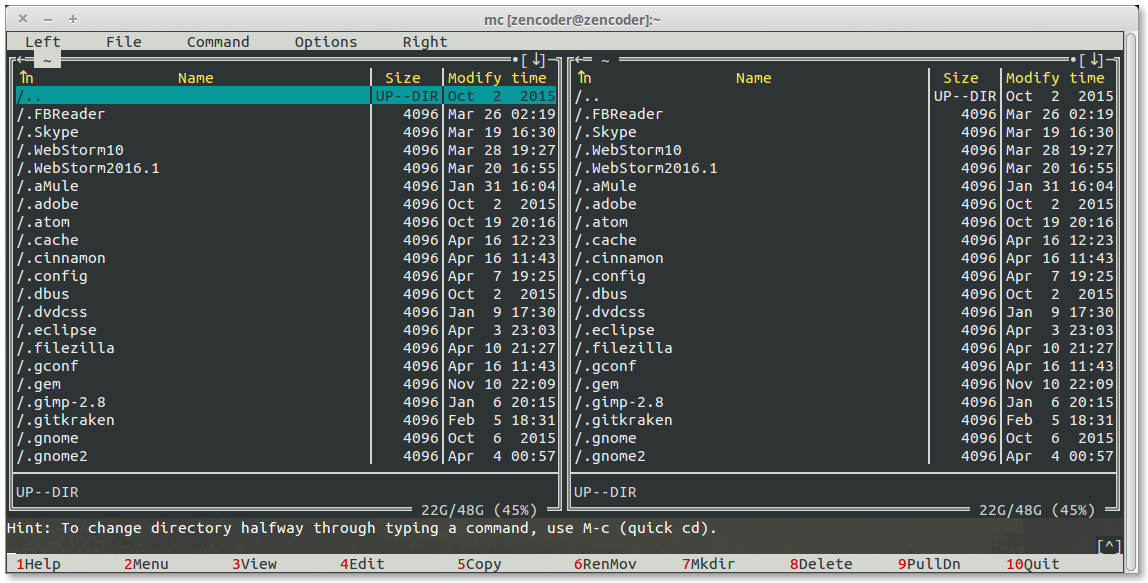 mc [zencoder@zencoder]:~
Left File Command Options Right
~ [↓] ~ [↓]
↑n Name Size Modify time ↑n Name Size Modify time
/.. UP--DIR Oct 2 2015 /.. UP--DIR Oct 2 2015
/.FBReader 4096 Mar 26 02:19 /.FBReader 4096 Mar 26 02:19
/.Skype 4096 Mar 19 16:30 /.Skype 4096 Mar 19 16:30
/.WebStorm10 4096 Mar 28 19:27 /.WebStorm10 4096 Mar 28 19:27
/.WebStorm2016.1 4096 Mar 20 16:55 /.WebStorm2016.1 4096 Mar 20 16:55
/.aMule 4096 Jan 31 16:04 /.aMule 4096 Jan 31 16:04
/.adobe 4096 Oct 2 2015 /.adobe 4096 Oct 2 2015
/.atom 4096 Oct 19 20:16 /.atom 4096 Oct 19 20:16
/.cache 4096 Apr 16 12:23 /.cache 4096 Apr 16 12:23
/.cinnamon 4096 Apr 16 11:43 /.cinnamon 4096 Apr 16 11:43
/.config 4096 Apr 7 19:25 /.config 4096 Apr 7 19:25
/.dbus 4096 Oct 2 2015 /.dbus 4096 Oct 2 2015
/.dvdcss 4096 Jan 9 17:30 /.dvdcss 4096 Jan 9 17:30
/.eclipse 4096 Apr 3 23:03 /.eclipse 4096 Apr 3 23:03
/.filezilla 4096 Apr 10 21:27 /.filezilla 4096 Apr 10 21:27
/.gconf 4096 Apr 16 11:43 /.gconf 4096 Apr 16 11:43
/.gem 4096 Nov 10 22:09 /.gem 4096 Nov 10 22:09
/.gimp-2.8 4096 Jan 6 20:15 /.gimp-2.8 4096 Jan 6 20:15
/.gitkraken 4096 Feb 5 18:31 /.gitkraken 4096 Feb 5 18:31
/.gnome 4096 Oct 6 2015 /.gnome 4096 Oct 6 2015
/.gnome2 4096 Apr 4 00:57 /.gnome2 4096 Apr 4 00:57
UP--DIR UP--DIR
22G/48G (45%) 22G/48G (45%)
Hint: To change directory halfway through typing a command, use M-c (quick cd).
[^]
1Help 2Menu 3View 4Edit 5Copy 6RenMov 7Mkdir 8Delete 9PullDn 10Quit